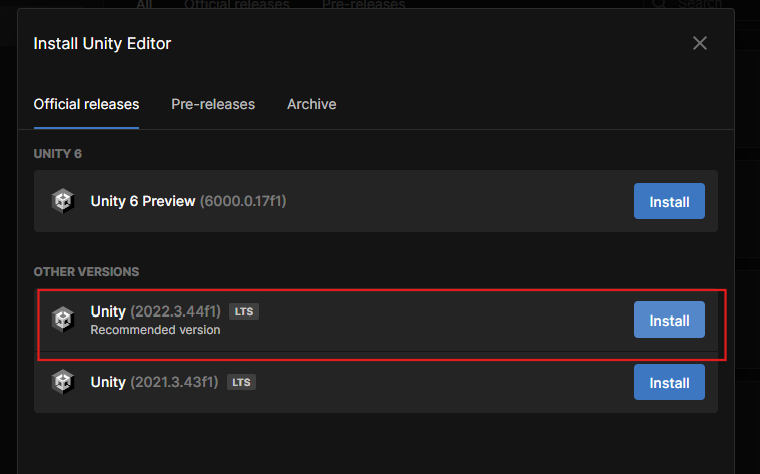 All Official releases Pre-releases Search
Install Unity Editor
Official releases Pre-releases Archive
UNITY 6
Unity 6 Preview (6000.0.17f1) Install
OTHER VERSIONS
Unity (2022.3.44f1) LTS Install
Recommended version
Unity (2021.3.43f1) LTS Install